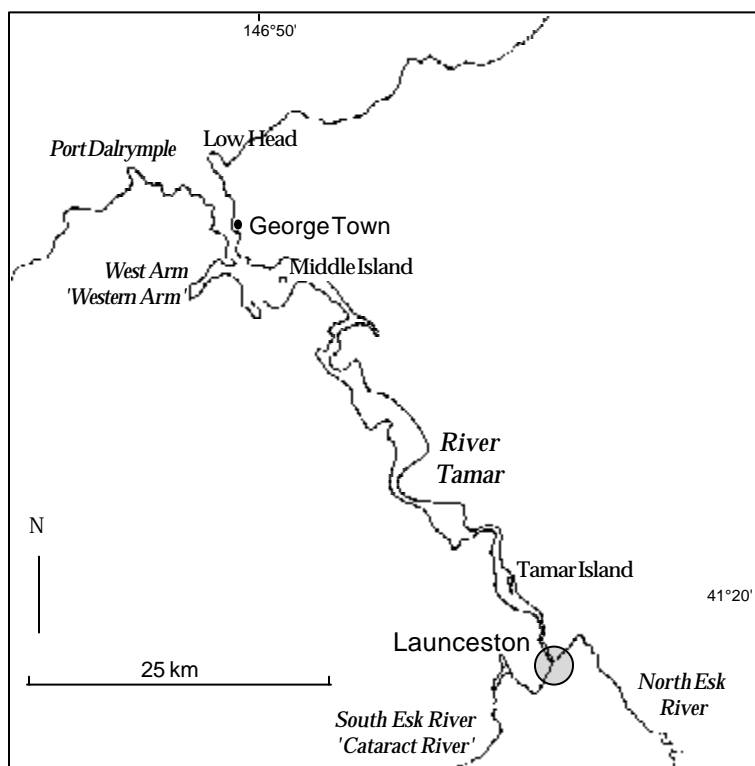 146°50'
Low Head
Port Dalrymple
George Town
West Arm
'Western Arm'
Middle Island
River
Tamar
N
Tamar Island
41°20'
Launceston
25 km
North Esk
River
South Esk River
'Cataract River'